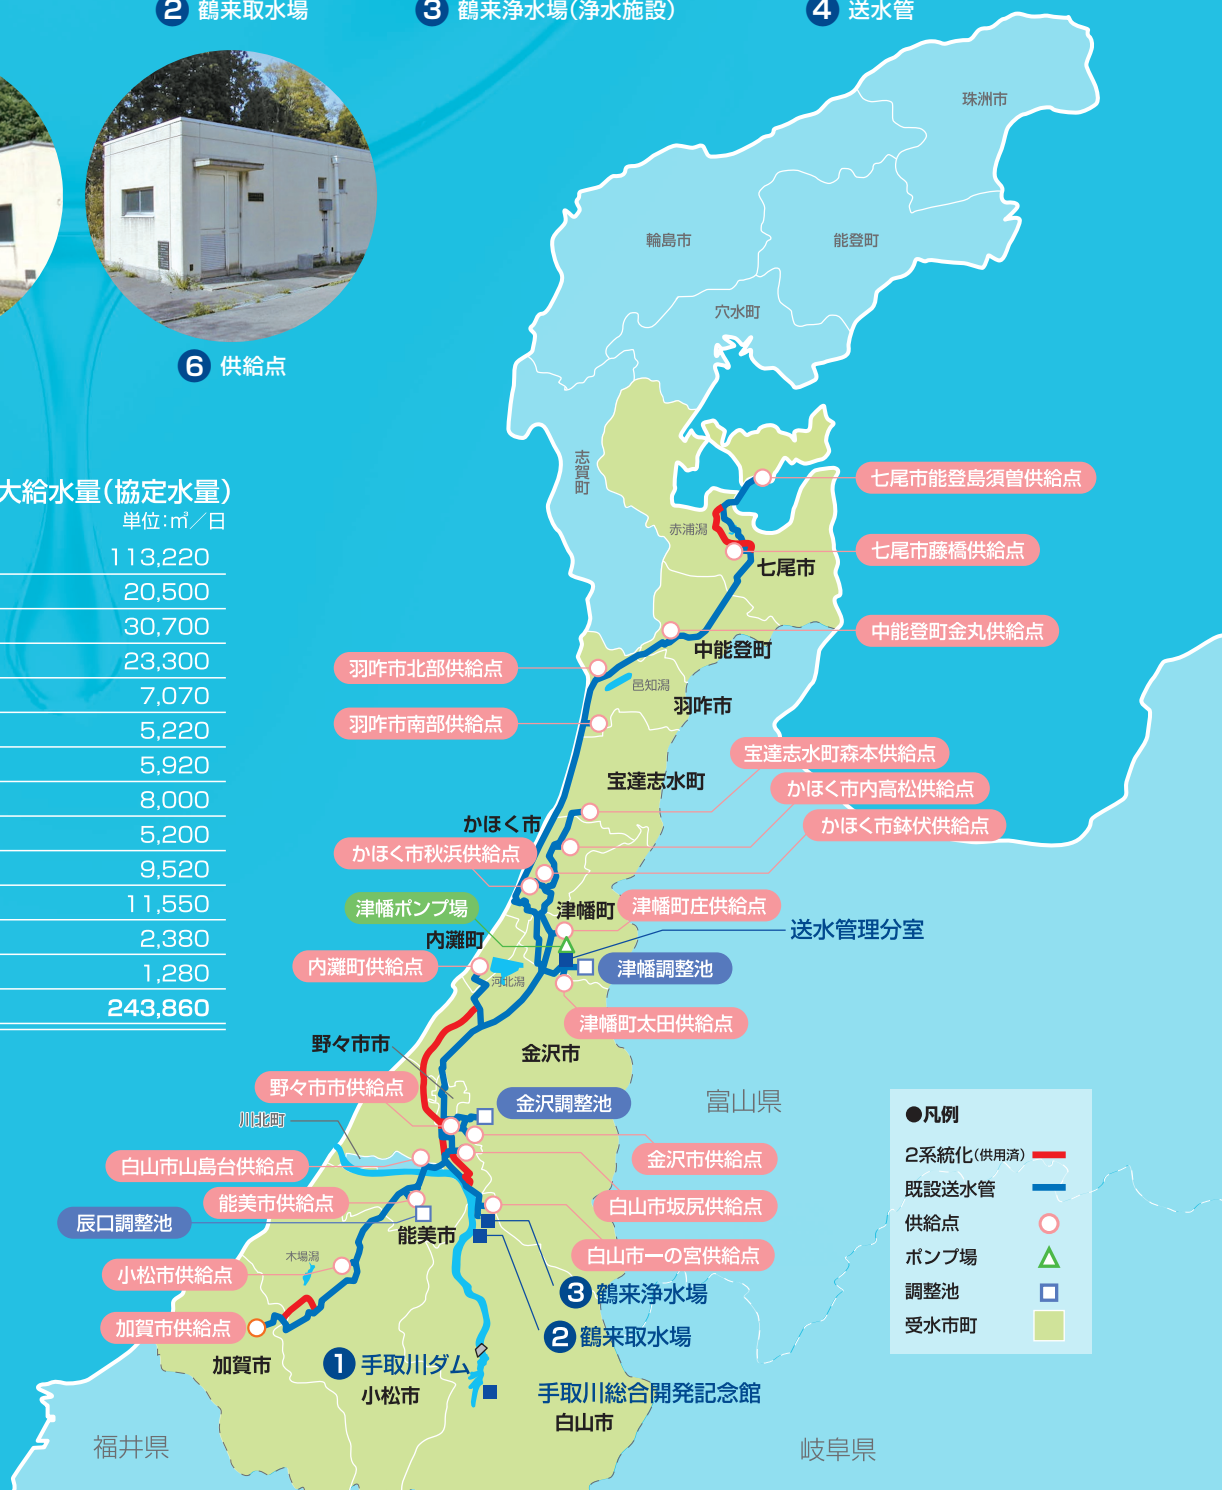 2 鶴来取水場
3 鶴来浄水場(浄水施設)
4 送水管
6 供給点
大給水量(協定水量)
単位:㎥/日
113,220
20,500
30,700
23,300
7,070
5,220
5,920
8,000
5,200
9,520
11,550
2,380
1,280
243,860
珠洲市
輪島市
能登町
穴水町
志賀町
七尾市能登島須曽供給点
赤浦潟
七尾市藤橋供給点
七尾市
中能登町金丸供給点
中能登町
羽咋市北部供給点
邑知潟
羽咋市
羽咋市南部供給点
宝達志水町森本供給点
宝達志水町
かほく市内高松供給点
かほく市
かほく市鉢伏供給点
かほく市秋浜供給点
津幡ポンプ場
津幡町
津幡町庄供給点
送水管理分室
内灘町
内灘町供給点
河北潟
津幡調整池
津幡町太田供給点
野々市市
金沢市
野々市市供給点
金沢調整池
富山県
川北町
白山市山島台供給点
金沢市供給点
能美市供給点
白山市坂尻供給点
辰口調整池
能美市
白山市一の宮供給点
木場潟
小松市供給点
3 鶴来浄水場
加賀市供給点
2 鶴来取水場
加賀市
1 手取川ダム
小松市
手取川総合開発記念館
白山市
福井県
岐阜県
●凡例
2系統化(供用済)
既設送水管
供給点
ポンプ場
調整池
受水市町